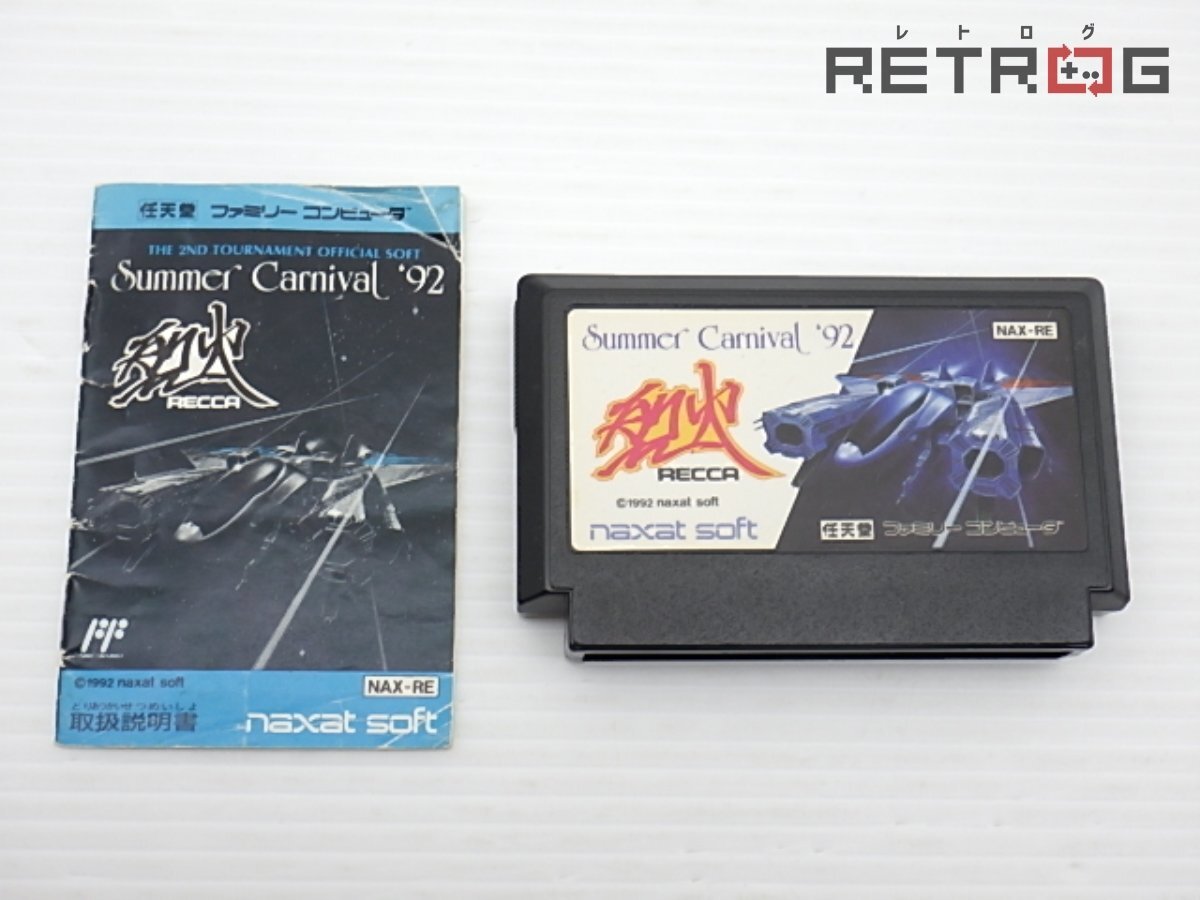 レトログ
RETROG
任天堂 ファミリー コンピュータ
THE 2ND TOURNAMENT OFFICIAL SOFT
Summer Carnival '92
烈火
RECCA
FF
©1992 naxat soft
NAX-RE
とりあつかいせつめいしょ
取扱説明書
naxat soft
Summer Carnival '92
NAX-RE
烈火
RECCA
©1992 naxat soft
naxat soft
任天堂 ファミリー コンピュータ